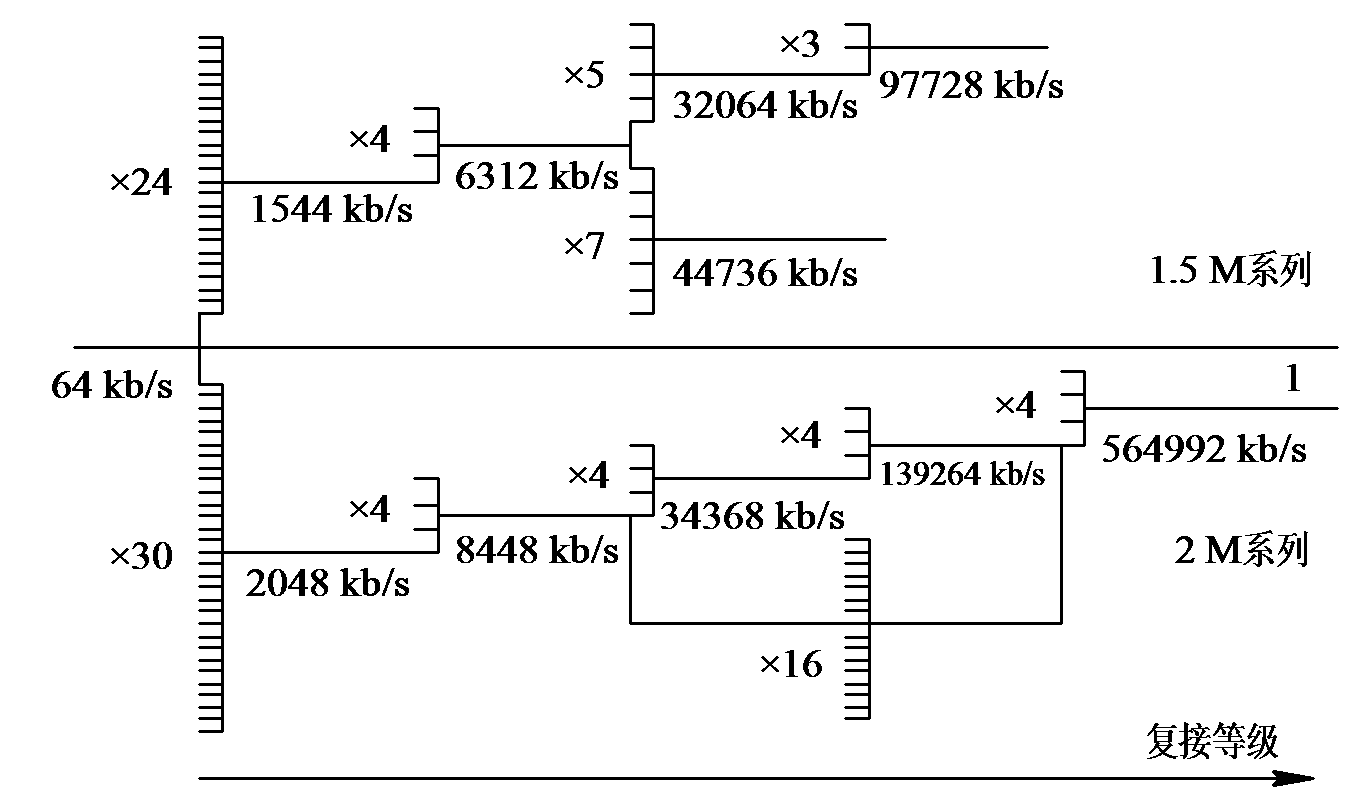 ×3
×5
97728 kb/s
32064 kb/s
×4
6312 kb/s
×24
1544 kb/s
×7
44736 kb/s
1.5 M系列
64 kb/s
1
×4
×4
564992 kb/s
139264 kb/s
×4
34368 kb/s
×4
8448 kb/s
2 M系列
×30
2048 kb/s
×16
复接等级